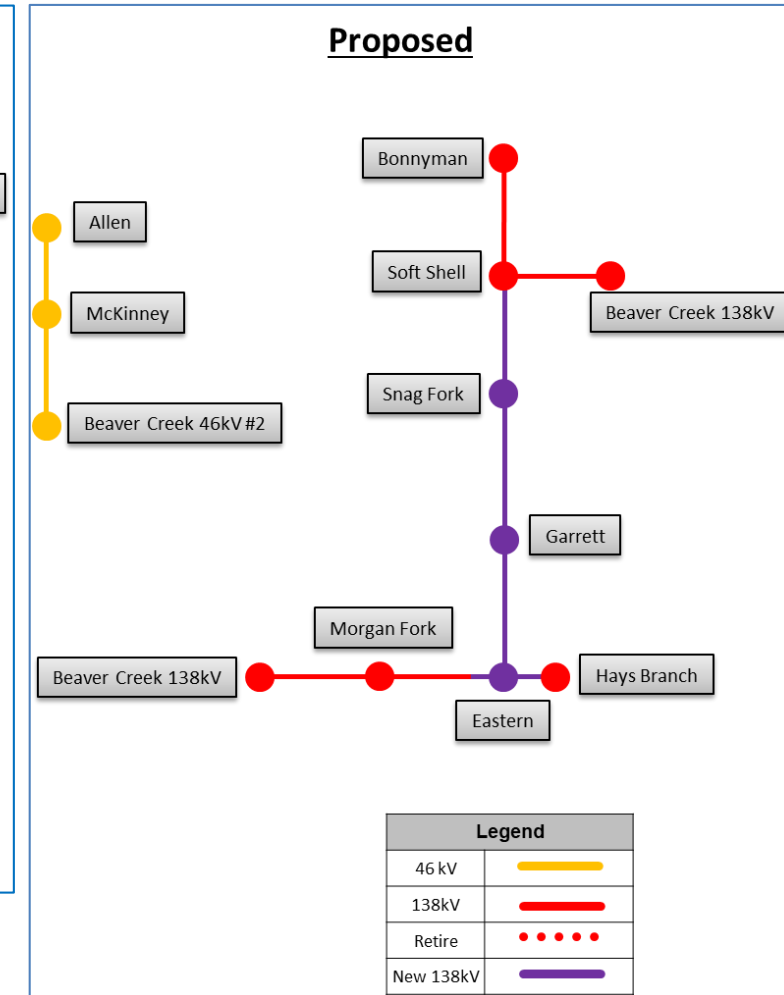 Proposed
Bonnyman
Allen
Soft Shell
McKinney
Beaver Creek 138kV
Snag Fork
Beaver Creek 46kV #2
Garrett
Morgan Fork
Beaver Creek 138kV
Hays Branch
Eastern
Legend
46 kV
138kV
Retire
New 138kV